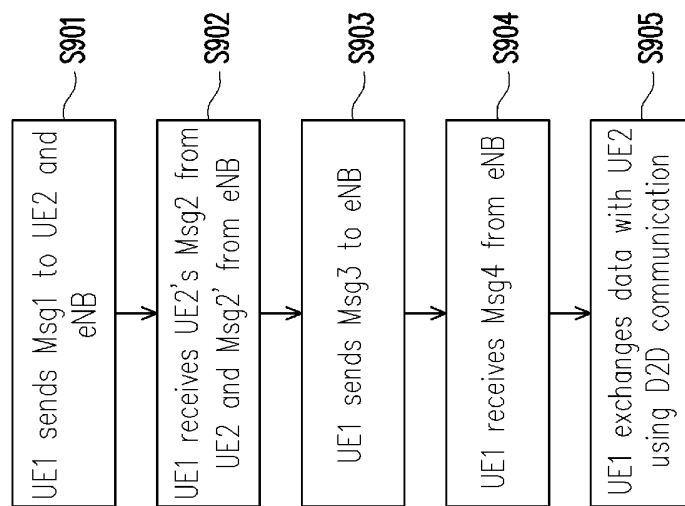 UE1 sends Msg1 to UE2 and
eNB
S901
UE1 receives UE2's Msg2 from
UE2 and Msg2' from eNB
S902
UE1 sends Msg3 to eNB
S903
UE1 receives Msg4 from eNB
S904
UE1 exchanges data with UE2
using D2D communication
S905